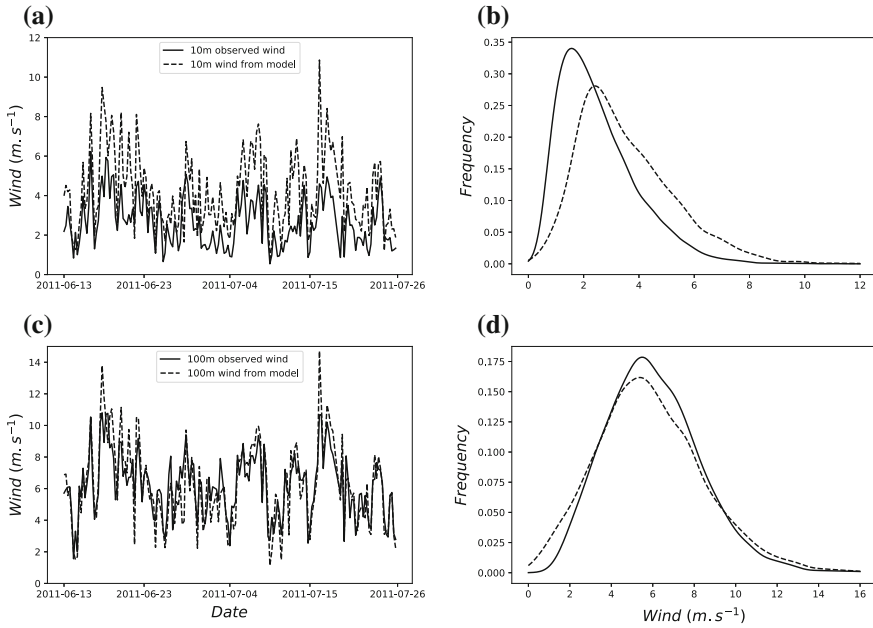 (a)
Wind (m.s⁻¹)
12
10
8
6
4
2
0
10m observed wind
10m wind from model
2011-06-13 2011-06-23 2011-07-04 2011-07-15 2011-07-26
(b)
Frequency
0.35
0.30
0.25
0.20
0.15
0.10
0.05
0.00
0 2 4 6 8 10 12
(c)
Wind (m.s⁻¹)
14
12
10
8
6
4
2
0
100m observed wind
100m wind from model
2011-06-13 2011-06-23 2011-07-04 2011-07-15 2011-07-26
Date
(d)
Frequency
0.175
0.150
0.125
0.100
0.075
0.050
0.025
0.000
0 2 4 6 8 10 12 14 16
Wind (m.s⁻¹)